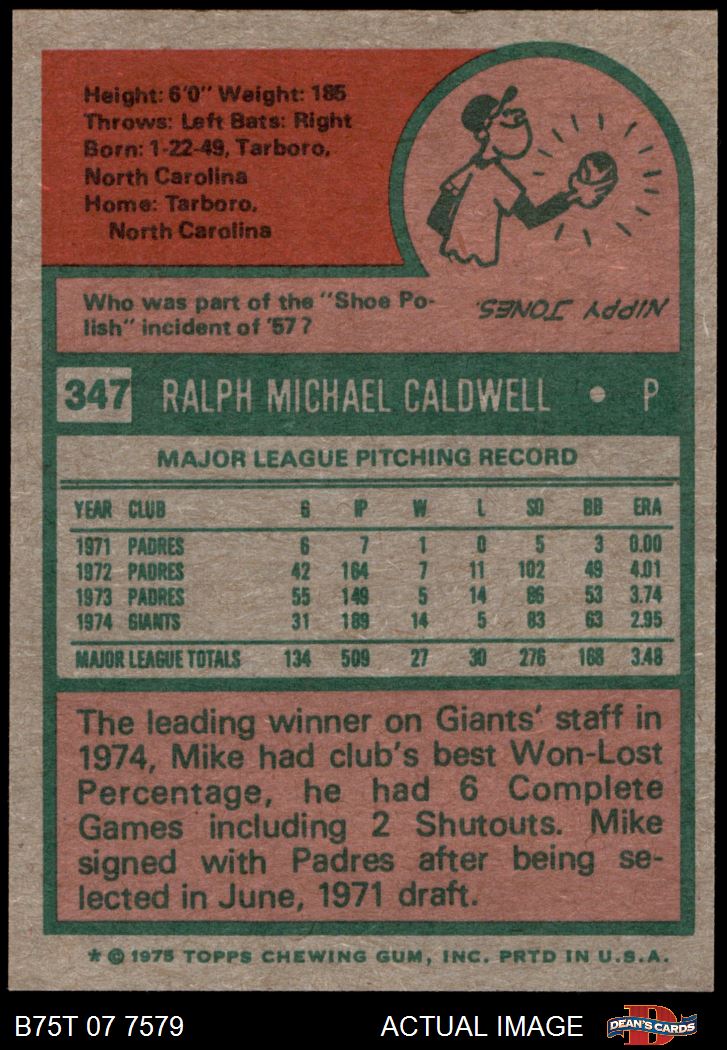 Height: 6'0" Weight: 185
Throws: Left Bats: Right
Born: 1-22-49, Tarboro,
North Carolina
Home: Tarboro,
North Carolina
Who was part of the "Shoe Po-
lish" incident of '57?
NIPPY JONES.
347 RALPH MICHAEL CALDWELL • P
MAJOR LEAGUE PITCHING RECORD
YEAR CLUB G IP W L SO BB ERA
1971 PADRES 6 7 1 0 5 3 0.00
1972 PADRES 42 164 7 11 102 49 4.01
1973 PADRES 55 149 5 14 86 53 3.74
1974 GIANTS 31 189 14 5 83 63 2.95
MAJOR LEAGUE TOTALS 134 509 27 30 276 168 3.48
The leading winner on Giants' staff in
1974, Mike had club's best Won-Lost
Percentage, he had 6 Complete
Games including 2 Shutouts. Mike
signed with Padres after being se-
lected in June, 1971 draft.
* © 1975 TOPPS CHEWING GUM, INC. PRTD IN U.S.A.
B75T 07 7579 ACTUAL IMAGE DEAN'S CARDS